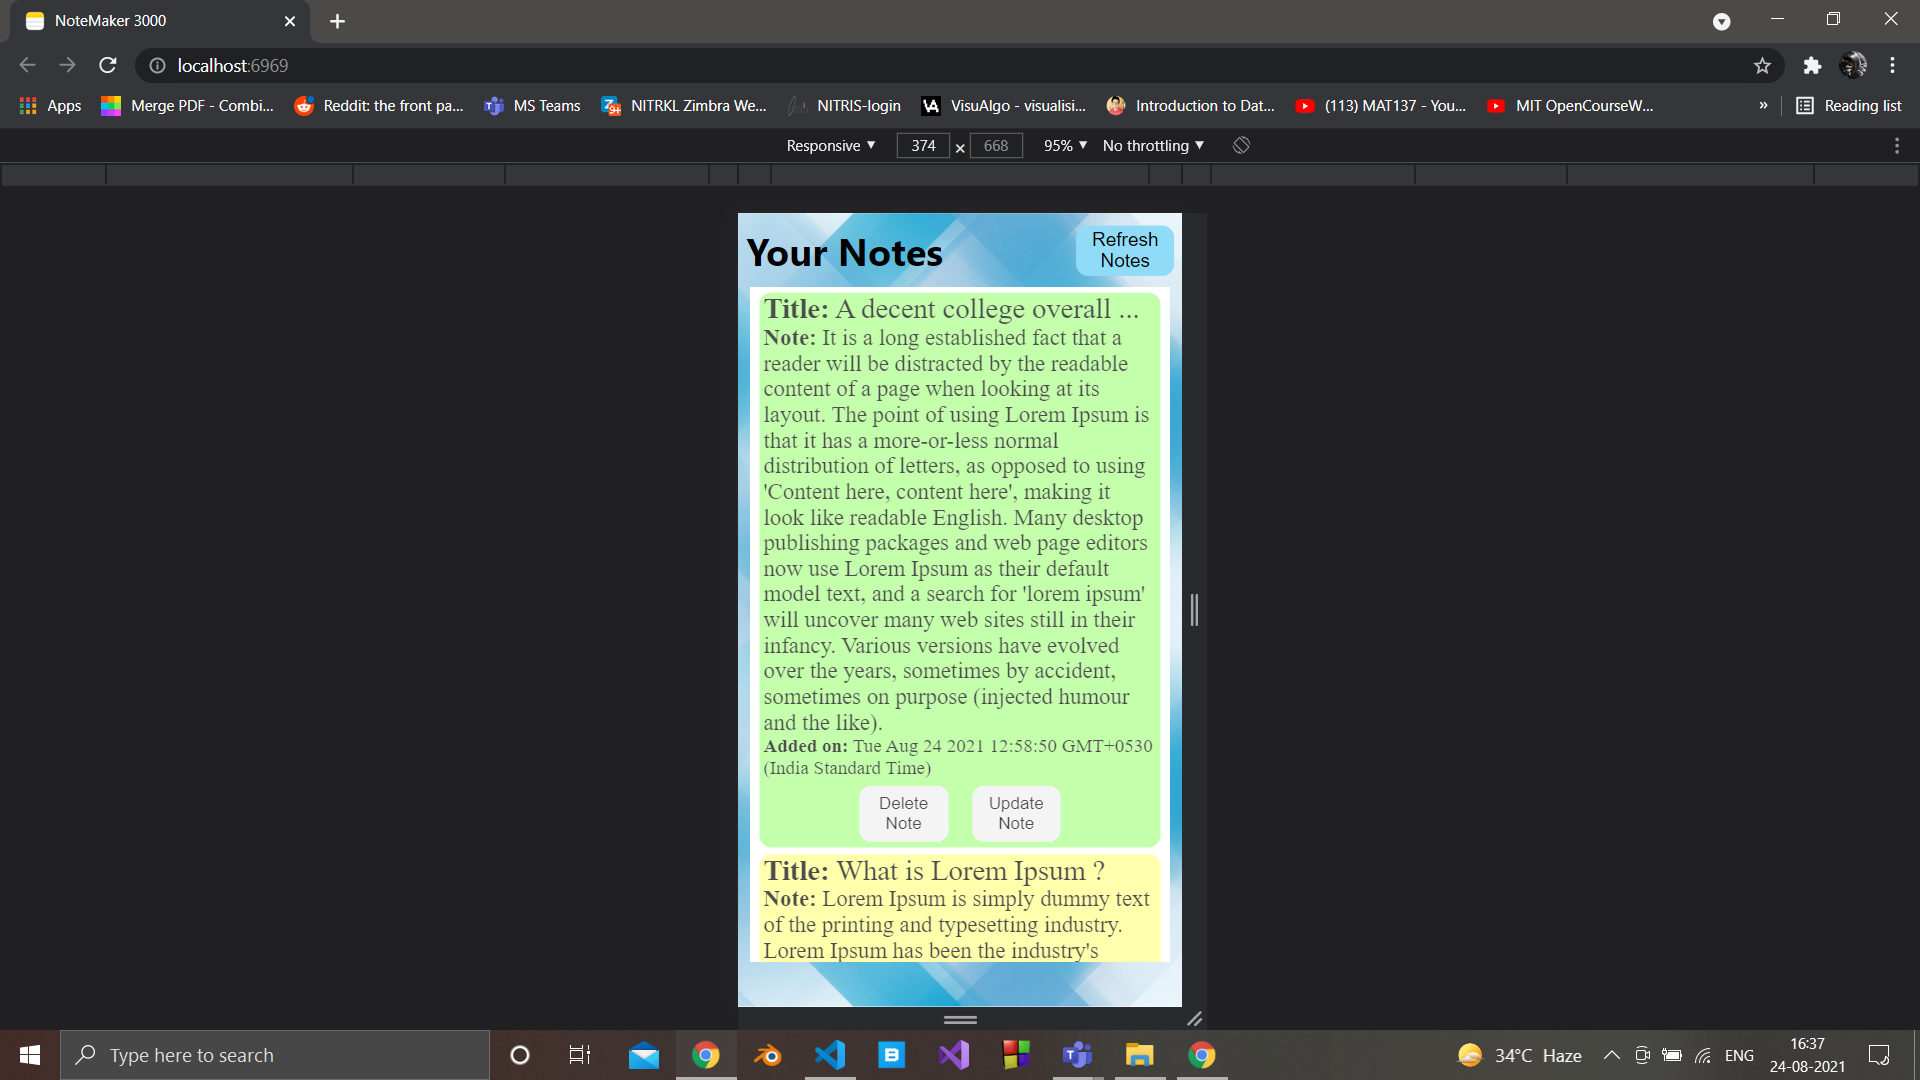 NoteMaker 3000
localhost:6969
Apps Merge PDF - Combi... Reddit: the front pa... MS Teams NITRKL Zimbra We... NITRIS-login VisuAlgo - visualisi... Introduction to Dat... (113) MAT137 - You... MIT OpenCourseW... » Reading list
Responsive 374 × 668 95% No throttling
Your Notes
Refresh
Notes
Title: A decent college overall ...
Note: It is a long established fact that a
reader will be distracted by the readable
content of a page when looking at its
layout. The point of using Lorem Ipsum is
that it has a more-or-less normal
distribution of letters, as opposed to using
'Content here, content here', making it
look like readable English. Many desktop
publishing packages and web page editors
now use Lorem Ipsum as their default
model text, and a search for 'lorem ipsum'
will uncover many web sites still in their
infancy. Various versions have evolved
over the years, sometimes by accident,
sometimes on purpose (injected humour
and the like).
Added on: Tue Aug 24 2021 12:58:50 GMT+0530
(India Standard Time)
Delete
Note
Update
Note
Title: What is Lorem Ipsum ?
Note: Lorem Ipsum is simply dummy text
of the printing and typesetting industry.
Lorem Ipsum has been the industry's
Type here to search
34°C Haze
ENG
16:37
24-08-2021